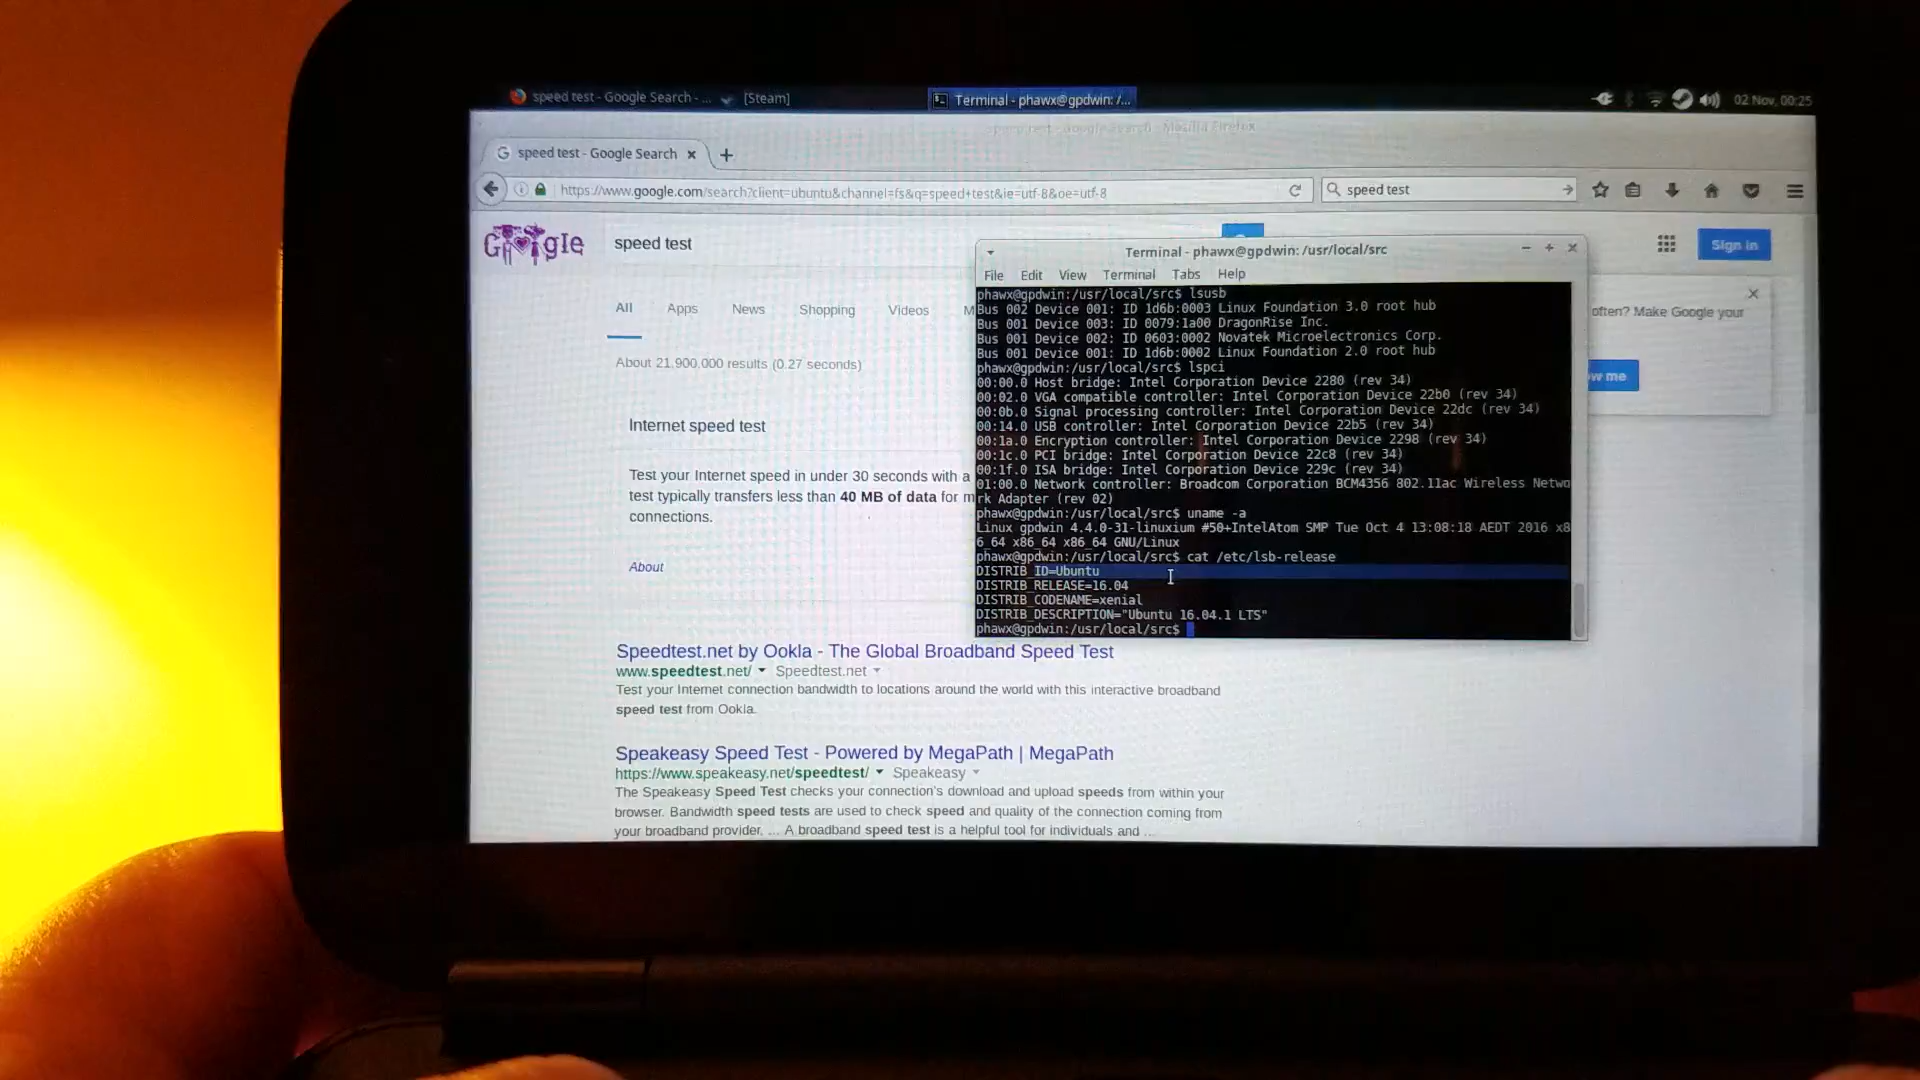 speed test - Google Search - ...
[Steam]
Terminal - phawx@gpdwin: /...
02 Nov, 00:25
speed test - Google Search - Mozilla Firefox
speed test - Google Search
https://www.google.com/search?client=ubuntu&channel=fs&q=speed+test&ie=utf-8&oe=utf-8
speed test
Google
speed test
Sign in
All Apps News Shopping Videos M
About 21,900,000 results (0.27 seconds)
often? Make Google your
ow me
Internet speed test
Test your Internet speed in under 30 seconds with a
test typically transfers less than 40 MB of data for m
connections.
About
Speedtest.net by Ookla - The Global Broadband Speed Test
www.speedtest.net/ Speedtest.net
Test your Internet connection bandwidth to locations around the world with this interactive broadband
speed test from Ookla.
Speakeasy Speed Test - Powered by MegaPath | MegaPath
https://www.speakeasy.net/speedtest/ Speakeasy
The Speakeasy Speed Test checks your connection's download and upload speeds from within your
browser. Bandwidth speed tests are used to check speed and quality of the connection coming from
your broadband provider, ... A broadband speed test is a helpful tool for individuals and ...
Terminal - phawx@gpdwin: /usr/local/src
File Edit View Terminal Tabs Help
phawx@gpdwin:/usr/local/src$ lsusb
Bus 002 Device 001: ID 1d6b:0003 Linux Foundation 3.0 root hub
Bus 001 Device 003: ID 0079:1a00 DragonRise Inc.
Bus 001 Device 002: ID 0603:0002 Novatek Microelectronics Corp.
Bus 001 Device 001: ID 1d6b:0002 Linux Foundation 2.0 root hub
phawx@gpdwin:/usr/local/src$ lspci
00:00.0 Host bridge: Intel Corporation Device 2280 (rev 34)
00:02.0 VGA compatible controller: Intel Corporation Device 22b0 (rev 34)
00:0b.0 Signal processing controller: Intel Corporation Device 22dc (rev 34)
00:14.0 USB controller: Intel Corporation Device 22b5 (rev 34)
00:1a.0 Encryption controller: Intel Corporation Device 2298 (rev 34)
00:1c.0 PCI bridge: Intel Corporation Device 22c8 (rev 34)
00:1f.0 ISA bridge: Intel Corporation Device 229c (rev 34)
01:00.0 Network controller: Broadcom Corporation BCM4356 802.11ac Wireless Netwo
rk Adapter (rev 02)
phawx@gpdwin:/usr/local/src$ uname -a
Linux gpdwin 4.4.0-31-linuxium #50+IntelAtom SMP Tue Oct 4 13:08:18 AEDT 2016 x8
6_64 x86_64 x86_64 GNU/Linux
phawx@gpdwin:/usr/local/src$ cat /etc/lsb-release
DISTRIB_ID=Ubuntu
DISTRIB_RELEASE=16.04
DISTRIB_CODENAME=xenial
DISTRIB_DESCRIPTION="Ubuntu 16.04.1 LTS"
phawx@gpdwin:/usr/local/src$